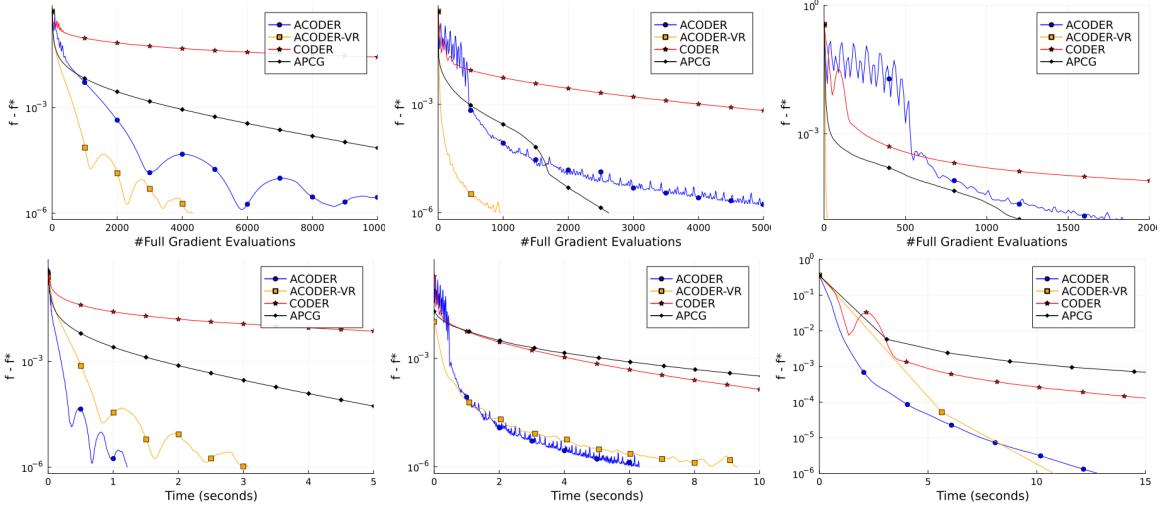 ACODER
ACODER-VR
CODER
APCG
f - f*
10⁻³
10⁻⁶
0 2000 4000 6000 8000 10000
#Full Gradient Evaluations
ACODER
ACODER-VR
CODER
APCG
f - f*
10⁻³
10⁻⁶
0 1000 2000 3000 4000 5000
#Full Gradient Evaluations
10⁰
ACODER
ACODER-VR
CODER
APCG
f - f*
10⁻³
0 500 1000 1500 2000
#Full Gradient Evaluations
ACODER
ACODER-VR
CODER
APCG
f - f*
10⁻³
10⁻⁶
0 1 2 3 4 5
Time (seconds)
ACODER
ACODER-VR
CODER
APCG
f - f*
10⁻³
10⁻⁶
0 2 4 6 8 10
Time (seconds)
10⁰
ACODER
ACODER-VR
CODER
APCG
10⁻¹
10⁻²
f - f*
10⁻³
10⁻⁴
10⁻⁵
10⁻⁶
0 5 10 15
Time (seconds)